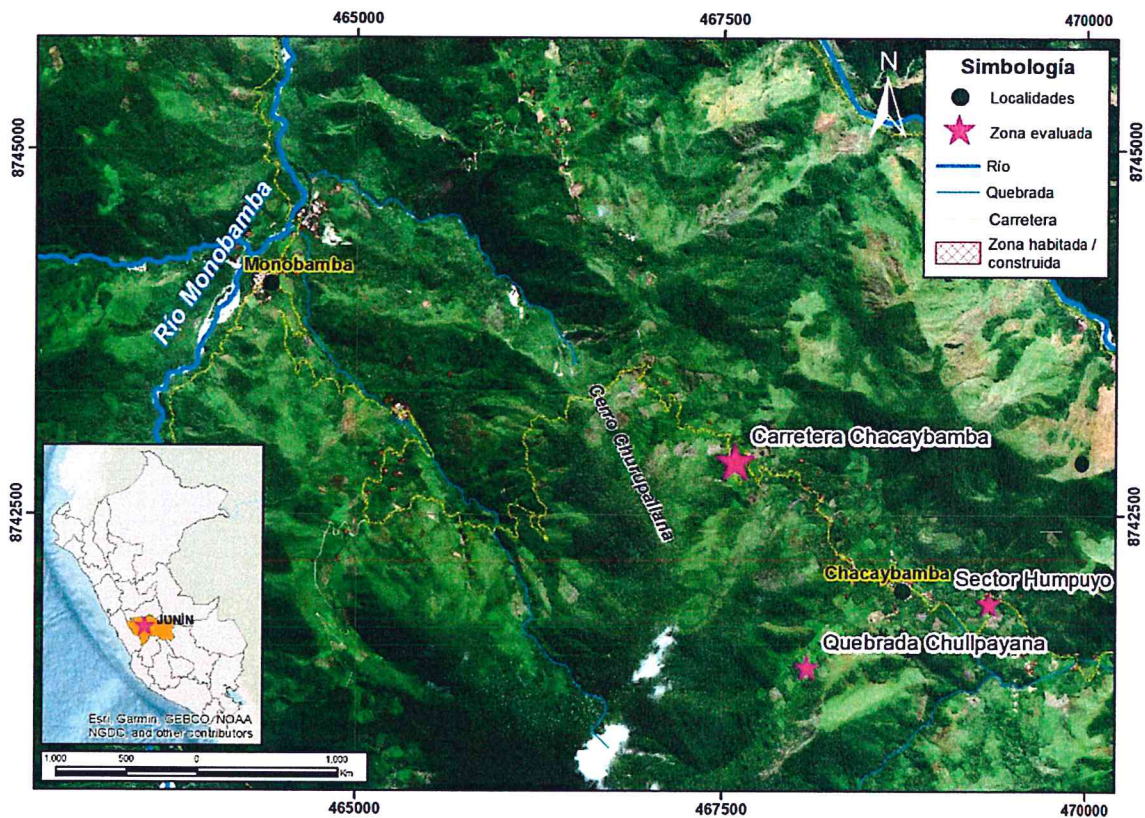 465000
467500
470000
8745000
8745000
N
Simbología
Localidades
Zona evaluada
Río
Quebrada
Carretera
Zona habitada /
construida
Río Monobamba
Monobamba
Cerro Churupallana
Carretera Chacaybamba
8742500
8742500
Chacaybamba
Sector Humpuyo
Quebrada Chullpayana
JUNÍN
Esri, Garmin, GEBCO, NOAA
NGDC, and other contributors
1,000 500 0 1,000
Km
465000
467500
470000